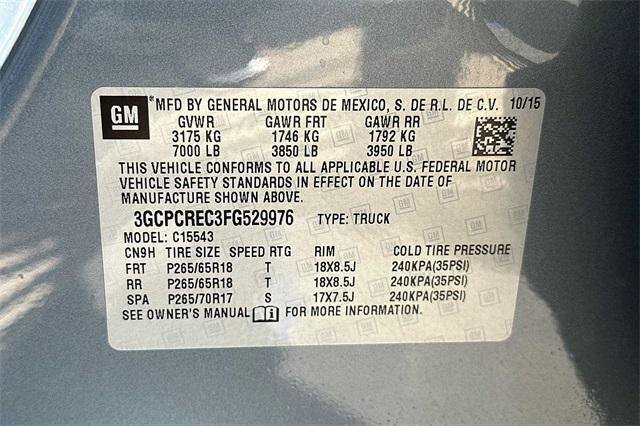 GM ® MFD BY GENERAL MOTORS DE MEXICO, S. DE R.L. DE C.V. 10/15
GVWR GAWR FRT GAWR RR
3175 KG 1746 KG 1792 KG
7000 LB 3850 LB 3950 LB
THIS VEHICLE CONFORMS TO ALL APPLICABLE U.S. FEDERAL MOTOR
VEHICLE SAFETY STANDARDS IN EFFECT ON THE DATE OF
MANUFACTURE SHOWN ABOVE.
3GCPCREC3FG529976 TYPE: TRUCK
MODEL: C15543
CN9H TIRE SIZE SPEED RTG RIM COLD TIRE PRESSURE
FRT P265/65R18 T 18X8.5J 240KPA(35PSI)
RR P265/65R18 T 18X8.5J 240KPA(35PSI)
SPA P265/70R17 S 17X7.5J 240KPA(35PSI)
SEE OWNER'S MANUAL i FOR MORE INFORMATION.